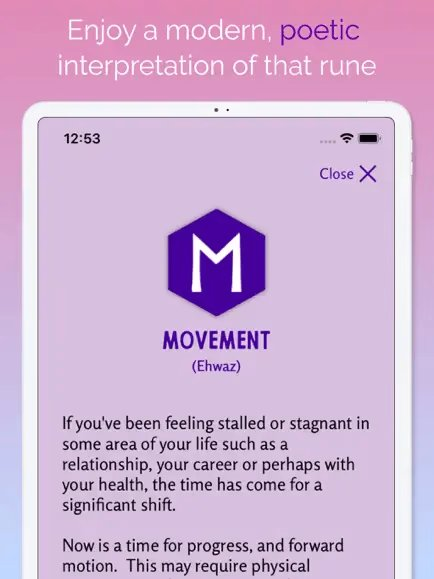 Enjoy a modern, poetic
interpretation of that rune
12:53
Close
MOVEMENT
(Ehwaz)
If you've been feeling stalled or stagnant in
some area of your life such as a
relationship, your career or perhaps with
your health, the time has come for a
significant shift.
Now is a time for progress, and forward
motion.  This may require physical